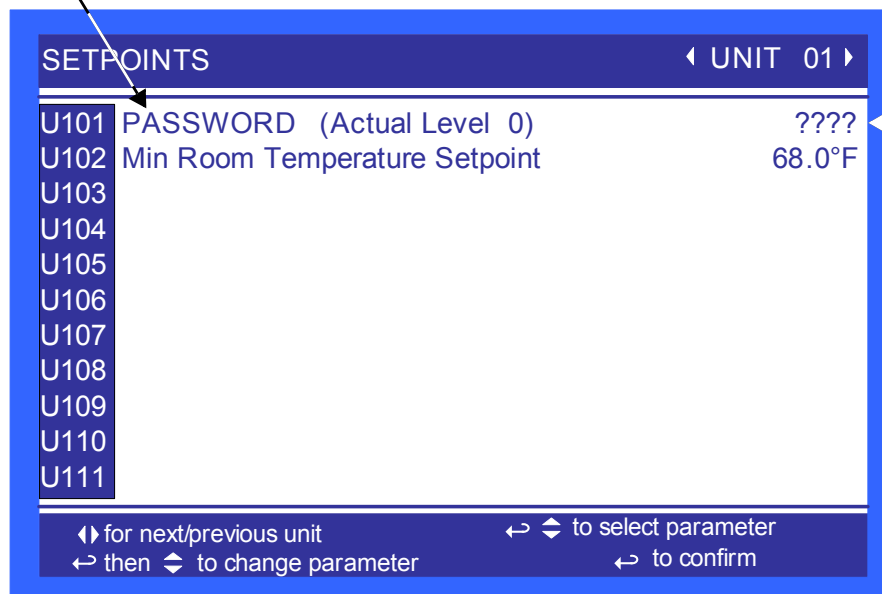 SETPOINTS UNIT 01
U101 PASSWORD (Actual Level 0) ????
U102 Min Room Temperature Setpoint 68.0°F
U103
U104
U105
U106
U107
U108
U109
U110
U111
for next/previous unit to select parameter
then to change parameter to confirm